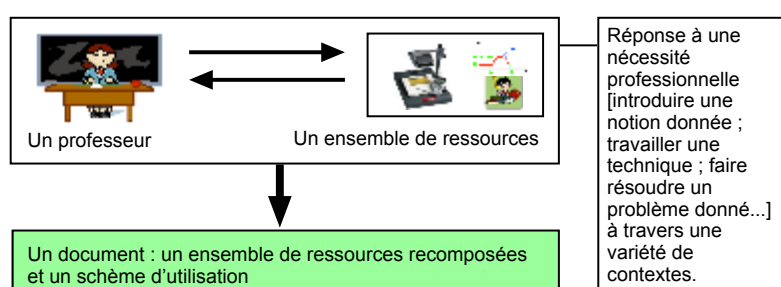 Un professeur
Un ensemble de ressources
Réponse à une
nécessité
professionnelle
[introduire une
notion donnée ;
travailler une
technique ; faire
résoudre un
problème donné...]
à travers une
variété de
contextes.
Un document : un ensemble de ressources recomposées
et un schème d’utilisation